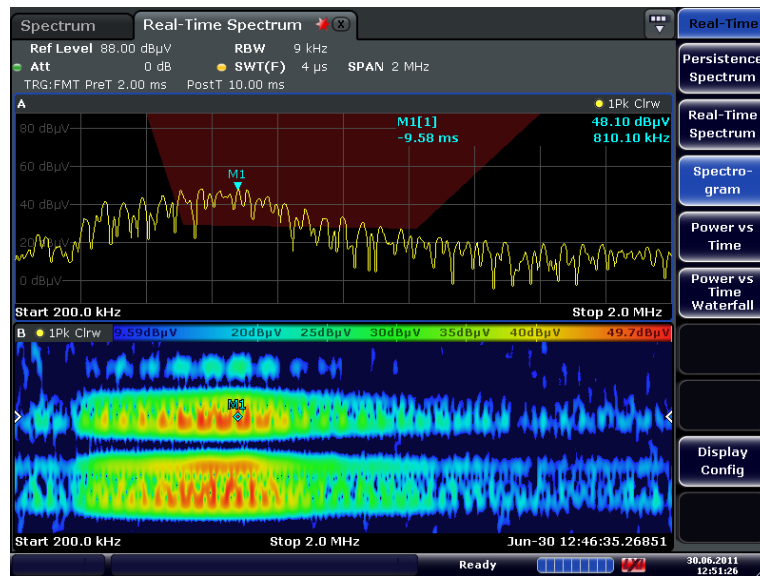 Spectrum
Real-Time Spectrum
Real-Time
Ref Level 88.00 dBµV RBW 9 kHz
Att 0 dB SWT(F) 4 µs SPAN 2 MHz
TRG:FMT PreT 2.00 ms PostT 10.00 ms
A 1Pk Clrw
M1[1] 48.10 dBµV
-9.58 ms 810.10 kHz
80 dBµV
60 dBµV
M1
40 dBµV
20 dBµV
0 dBµV
Start 200.0 kHz Stop 2.0 MHz
B 1Pk Clrw 9.59dBµV 20dBµV 25dBµV 30dBµV 35dBµV 40dBµV 49.7dBµV
M1
Start 200.0 kHz Stop 2.0 MHz Jun-30 12:46:35.26851
Persistence
Spectrum
Real-Time
Spectrum
Spectro-
gram
Power vs
Time
Power vs
Time
Waterfall
Display
Config
Ready
30.06.2011
12:51:26